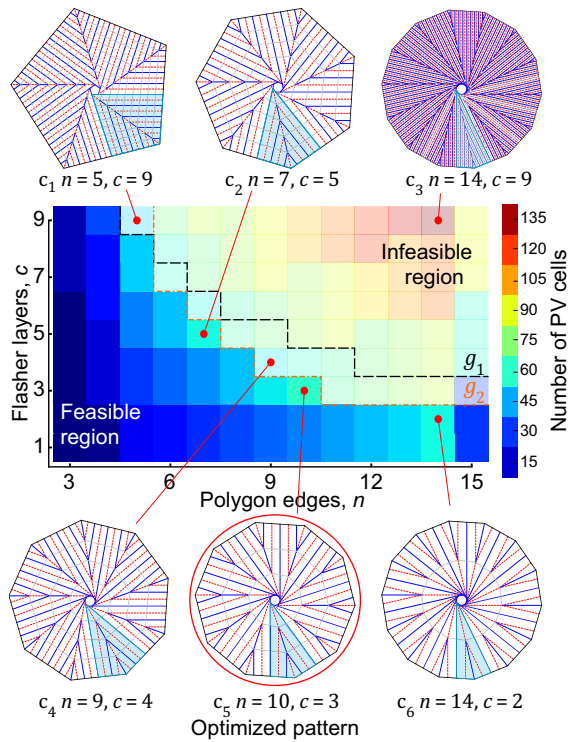 c1 n = 5, c = 9
c2 n = 7, c = 5
c3 n = 14, c = 9
Flasher layers, c
9
7
5
3
1
Infeasible
region
g1
g2
Feasible
region
3
6
9
12
15
Polygon edges, n
135
120
105
90
75
60
45
30
15
Number of PV cells
c4 n = 9, c = 4
c5 n = 10, c = 3
c6 n = 14, c = 2
Optimized pattern